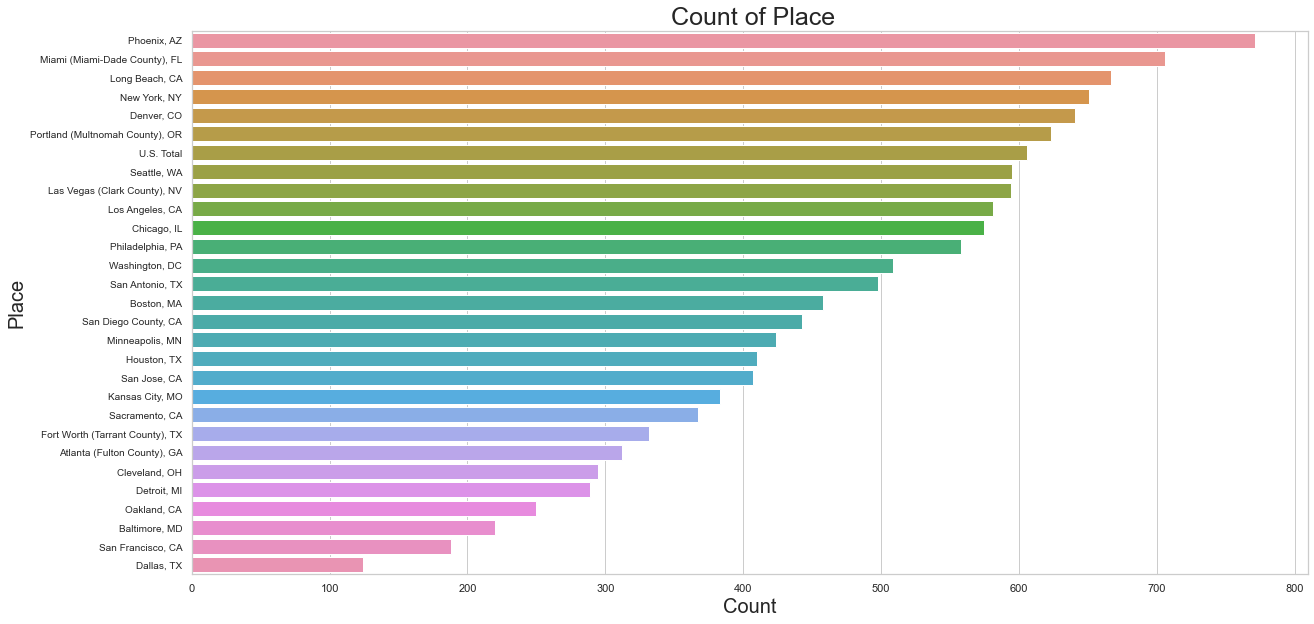 Count of Place
Place
Phoenix, AZ
Miami (Miami-Dade County), FL
Long Beach, CA
New York, NY
Denver, CO
Portland (Multnomah County), OR
U.S. Total
Seattle, WA
Las Vegas (Clark County), NV
Los Angeles, CA
Chicago, IL
Philadelphia, PA
Washington, DC
San Antonio, TX
Boston, MA
San Diego County, CA
Minneapolis, MN
Houston, TX
San Jose, CA
Kansas City, MO
Sacramento, CA
Fort Worth (Tarrant County), TX
Atlanta (Fulton County), GA
Cleveland, OH
Detroit, MI
Oakland, CA
Baltimore, MD
San Francisco, CA
Dallas, TX
0 100 200 300 400 500 600 700 800
Count